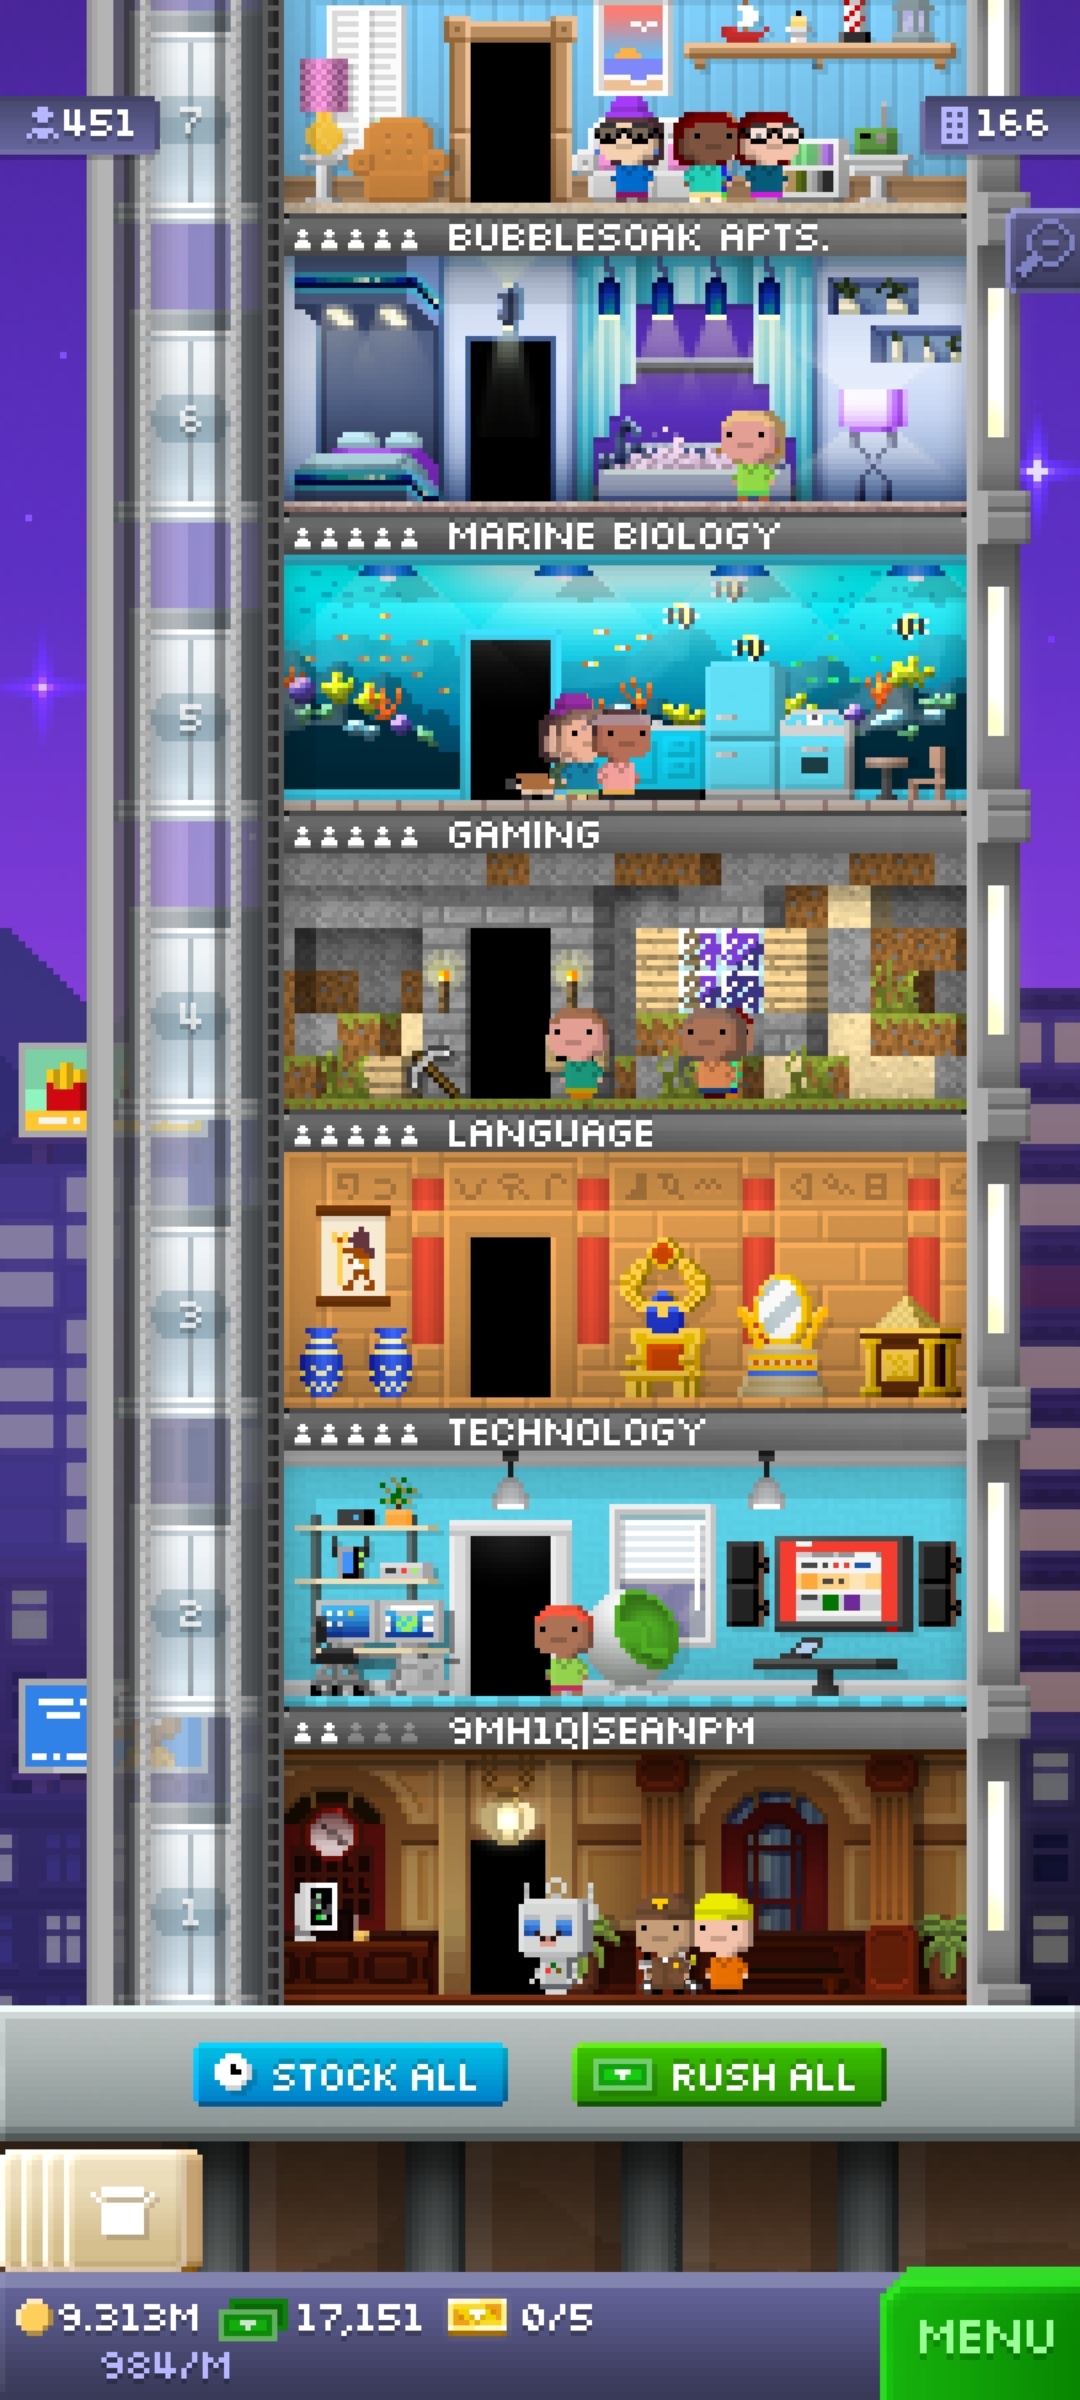 451
7
166
BUBBLESOAK APTS.
6
MARINE BIOLOGY
5
GAMING
4
LANGUAGE
3
TECHNOLOGY
2
9MH1Q|SEANPM
1
STOCK ALL
RUSH ALL
9.313M
17,151
0/5
984/M
MENU